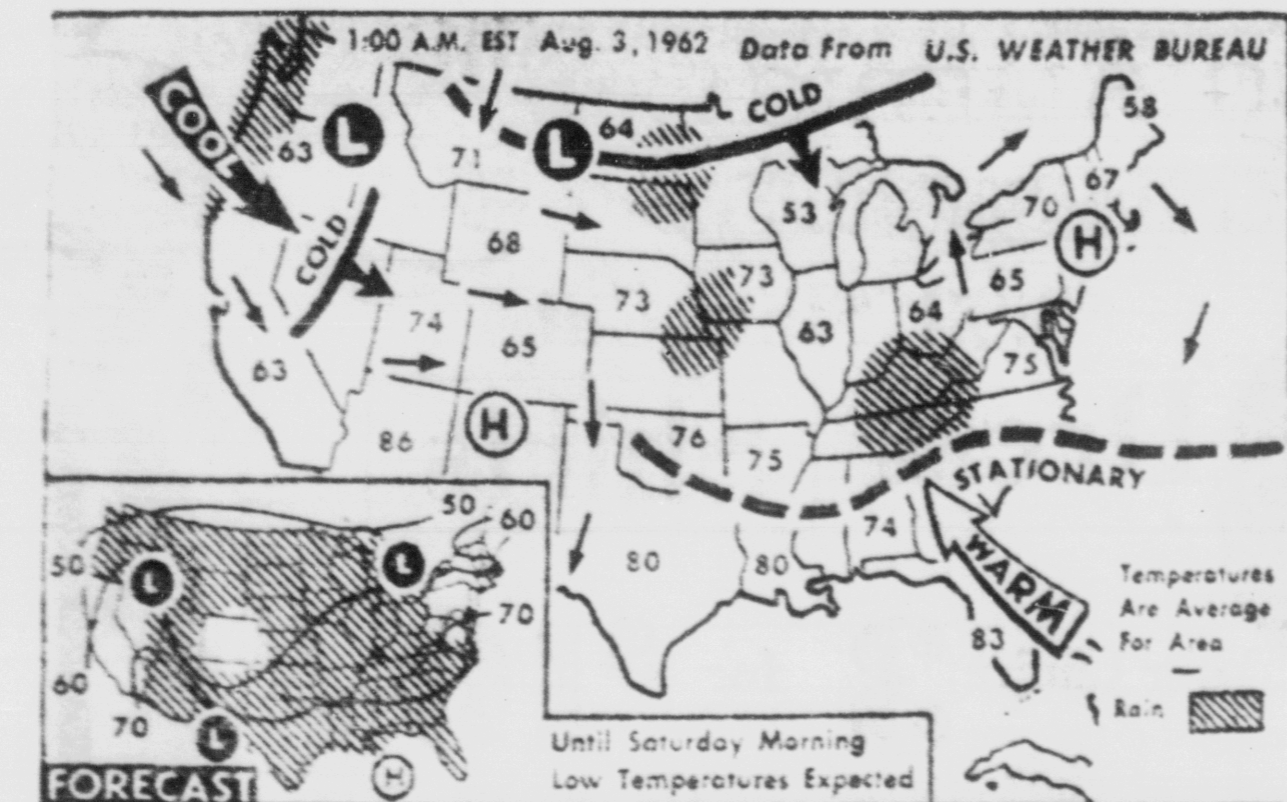 1:00 A.M. EST Aug. 3, 1962 Data From U.S. WEATHER BUREAU
COOL
63
L
71
L
64
COLD
58
67
70
H
53
68
COLD
73
73
65
64
63
74
65
63
75
86
H
76
75
STATIONARY
74
80
80
WARM
83
Temperatures
Are Average
For Area
Rain
50
60
50
L
L
70
60
70
L
H
FORECAST
Until Saturday Morning
Low Temperatures Expected